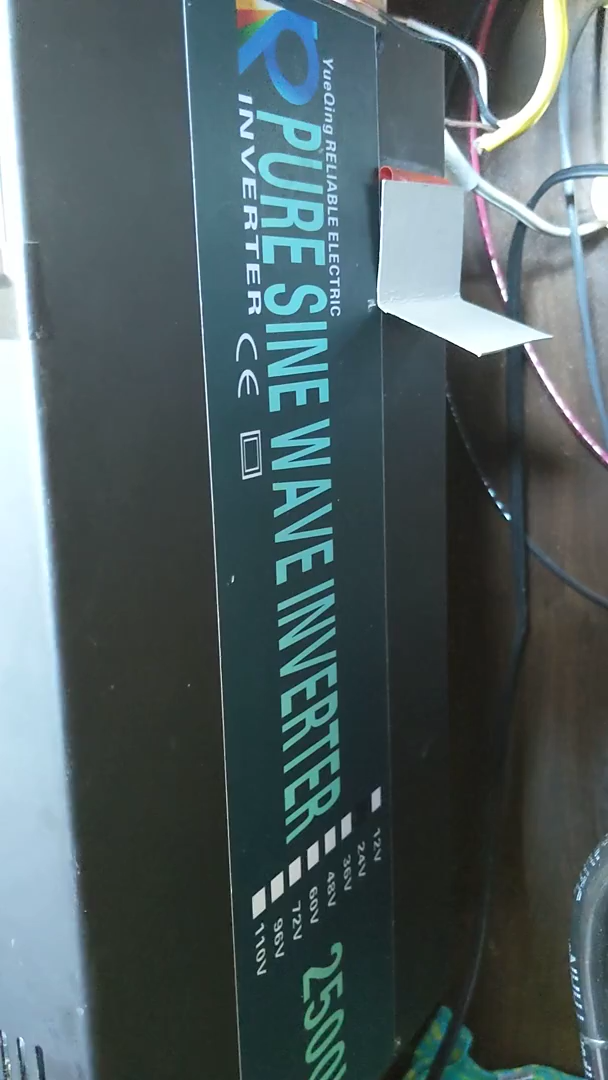 YueQing RELIABLE ELECTRIC
PURE SINE WAVE INVERTER
INVERTER CE
12V
24V
36V
48V
60V
72V
96V
110V
2500